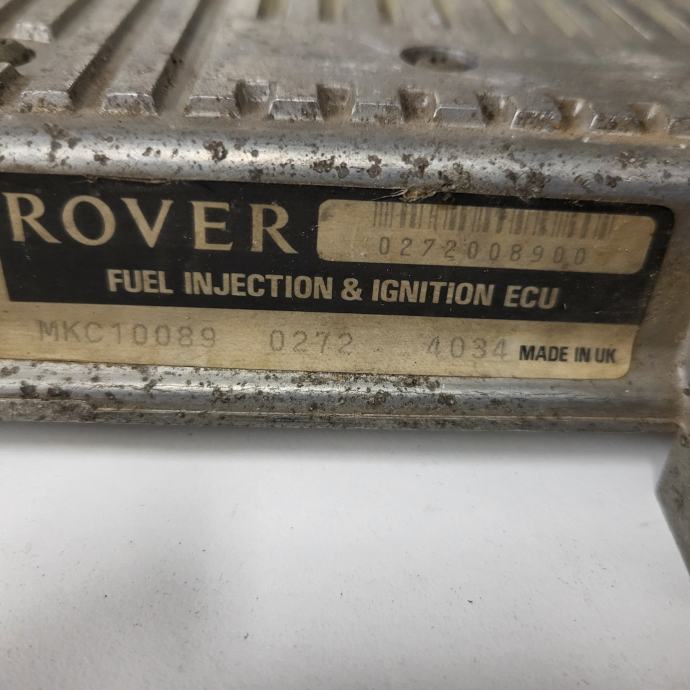 ROVER
0272008900
FUEL INJECTION & IGNITION ECU
MKC10089 0272 4034 MADE IN UK